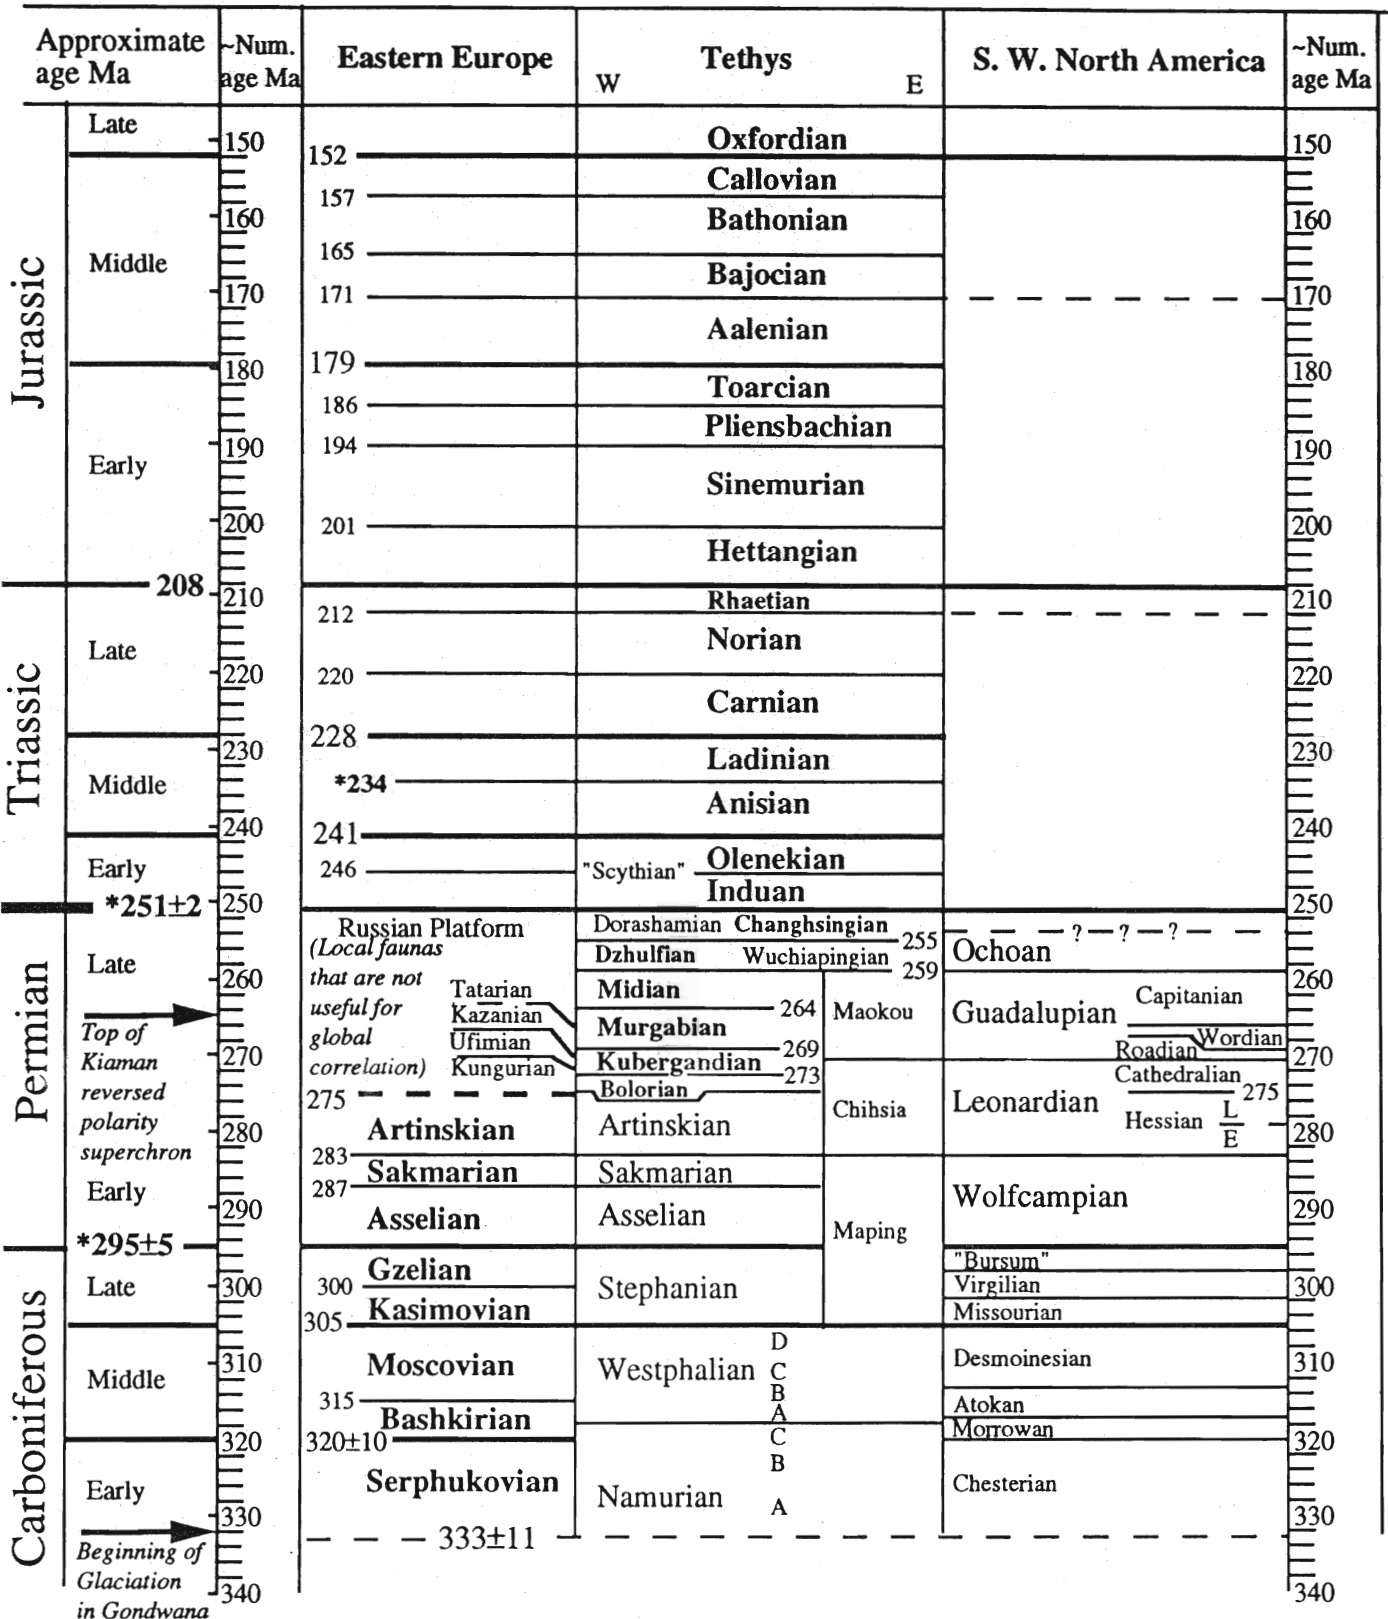 Approximate
age Ma
~Num.
age Ma
Eastern Europe
Tethys
W
E
S. W. North America
~Num.
age Ma
Jurassic
Late
Middle
Early
208
Triassic
Late
Middle
Early
*251±2
Permian
Late
Top of
Kiaman
reversed
polarity
superchron
Early
*295±5
Carboniferous
Late
Middle
Early
Beginning of
Glaciation
in Gondwana
150
160
170
180
190
200
210
220
230
240
250
260
270
280
290
300
310
320
330
340
152
157
165
171
179
186
194
201
212
220
228
*234
241
246
Russian Platform
(Local faunas
that are not
useful for
global
correlation)
Tatarian
Kazanian
Ufimian
Kungurian
275
Artinskian
283
Sakmarian
287
Asselian
Gzelian
300
Kasimovian
305
Moscovian
315
Bashkirian
320±10
Serphukovian
333±11
Oxfordian
Callovian
Bathonian
Bajocian
Aalenian
Toarcian
Pliensbachian
Sinemurian
Hettangian
Rhaetian
Norian
Carnian
Ladinian
Anisian
"Scythian"
Olenekian
Induan
Dorashamian Changhsingian
255
Dzhulfian Wuchiapingian
259
Midian
264
Murgabian
269
Kubergandian
273
Bolorian
Artinskian
Sakmarian
Asselian
Stephanian
Maokou
Chihsia
Maping
Westphalian
D
C
B
A
Namurian
C
B
A
? ? ?
Ochoan
Guadalupian
Capitanian
Wordian
Roadian
Leonardian
Cathedralian
275
Hessian
L
E
Wolfcampian
"Bursum"
Virgilian
Missourian
Desmoinesian
Atokan
Morrowan
Chesterian
150
160
170
180
190
200
210
220
230
240
250
260
270
280
290
300
310
320
330
340